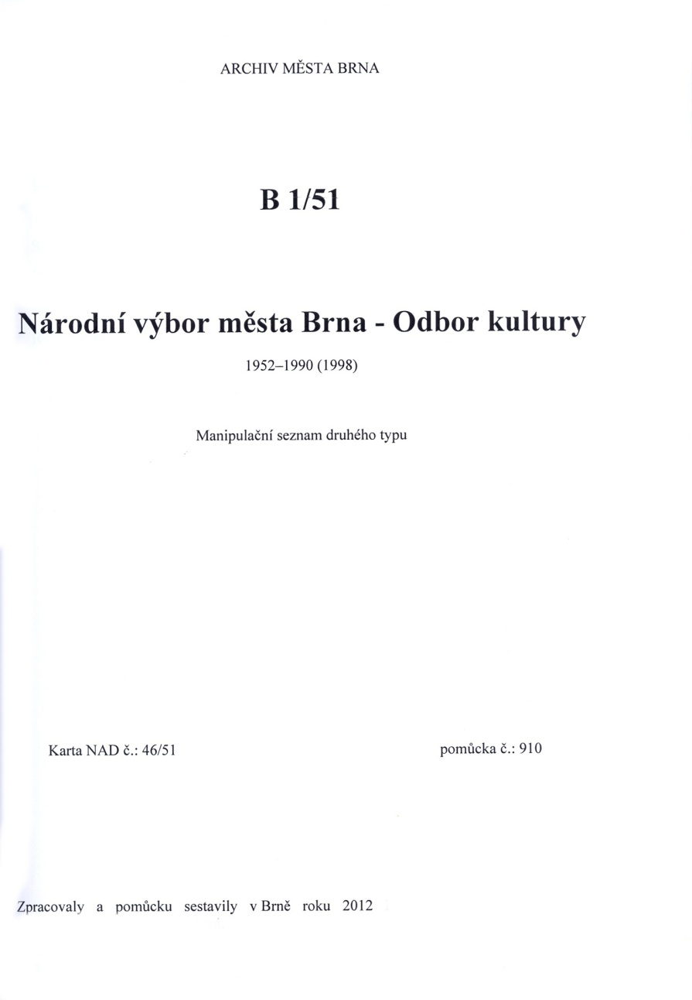 ARCHIV MĚSTA BRNA
B 1/51
Národní výbor města Brna - Odbor kultury
1952–1990 (1998)
Manipulační seznam druhého typu
Karta NAD č.: 46/51 pomůcka č.: 910
Zpracovaly a pomůcku sestavily v Brně roku 2012